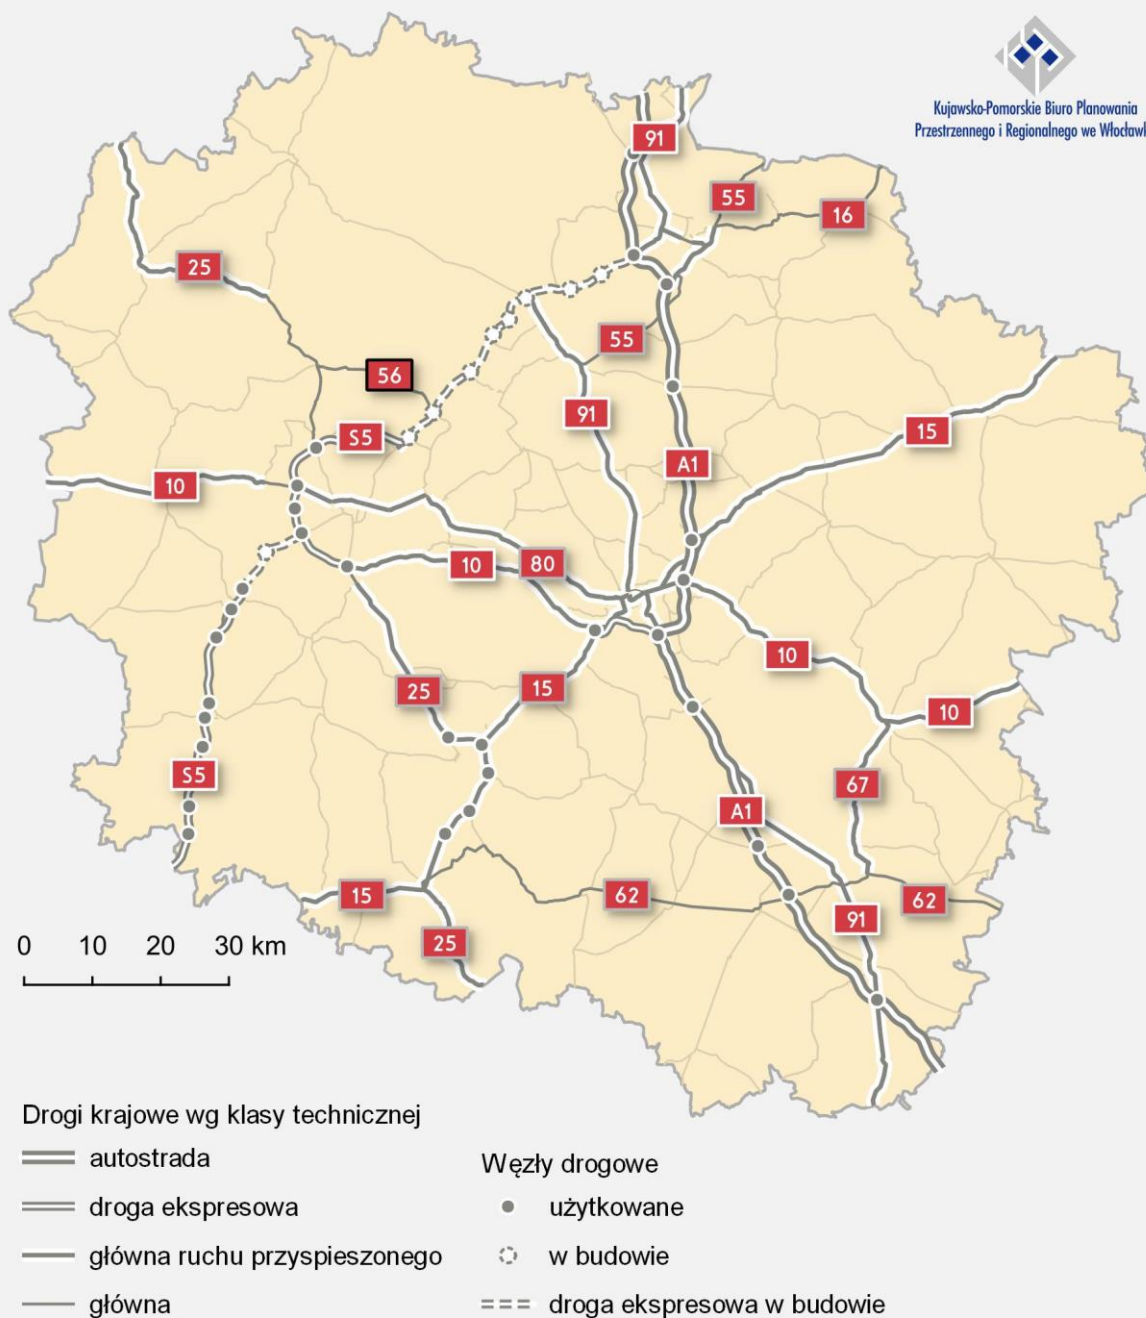 Kujawsko-Pomorskie Biuro Planowania
Przestrzennego i Regionalnego we Włocławk
91
55
16
25
55
56
91
S5
15
A1
10
10
80
10
25
15
10
S5
67
A1
15
62
62
91
25
0 10 20 30 km
Drogi krajowe wg klasy technicznej
autostrada
droga ekspresowa
główna ruchu przyspieszonego
główna
Węzły drogowe
użytkowane
w budowie
droga ekspresowa w budowie